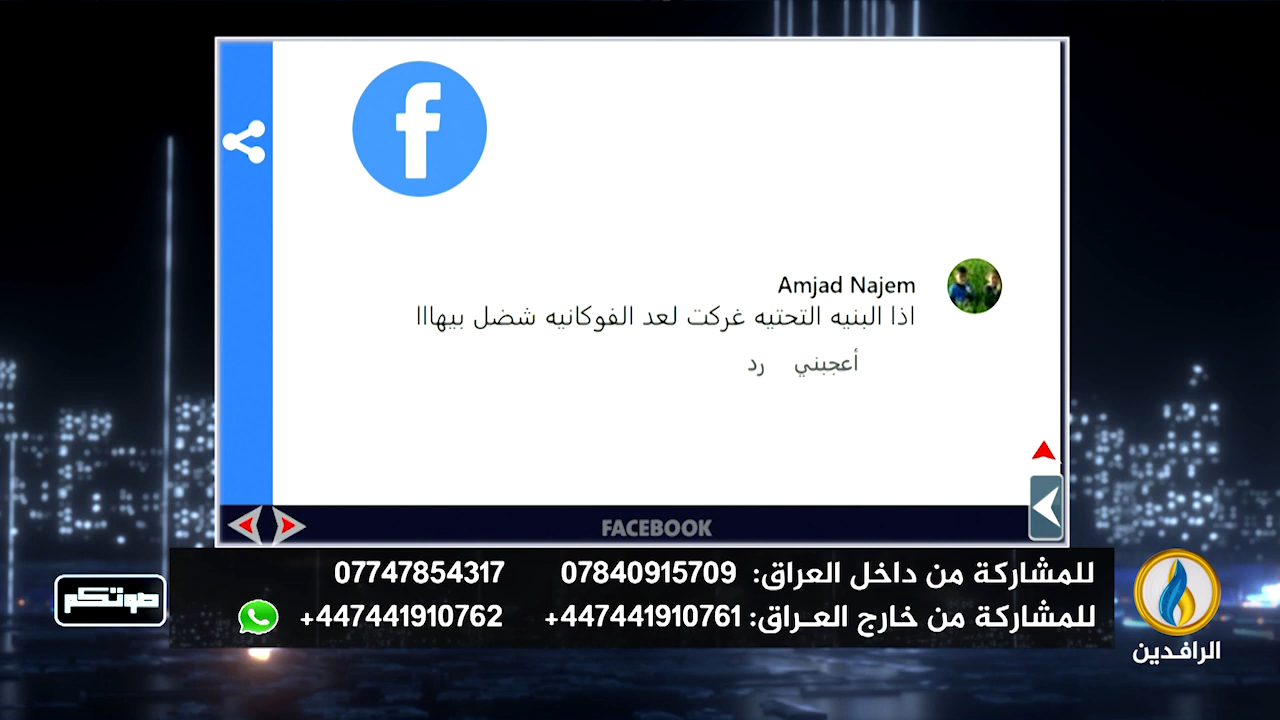 f
Amjad Najem
اذا البنيه التحتيه غركت لعد الفوكانيه شضل بيهااا
أعجبني رد
FACEBOOK
للمشاركة من داخل العراق: 07840915709 07747854317
للمشاركة من خارج العـراق: 447441910761+ 447441910762+
صوتكم
الرافدين